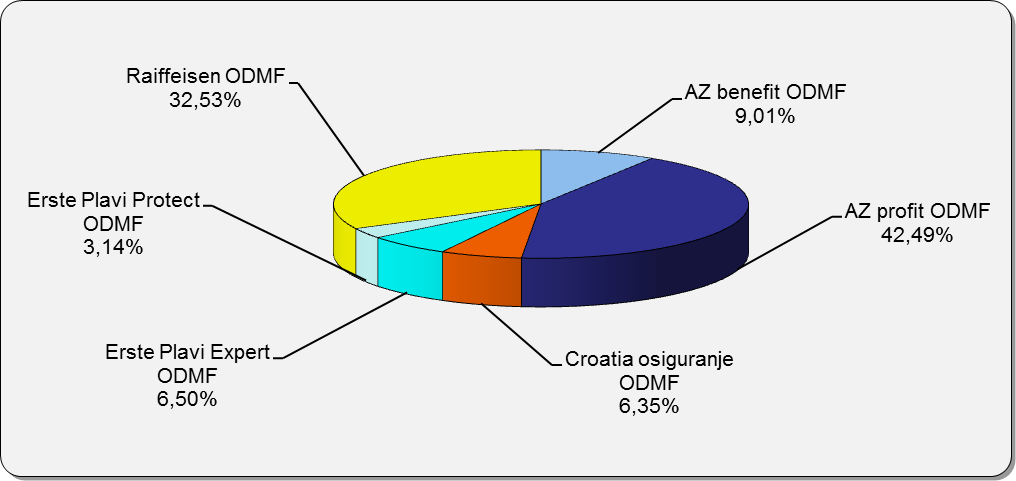 Raiffeisen ODMF
32,53%
AZ benefit ODMF
9,01%
Erste Plavi Protect
ODMF
3,14%
AZ profit ODMF
42,49%
Erste Plavi Expert
ODMF
6,50%
Croatia osiguranje
ODMF
6,35%